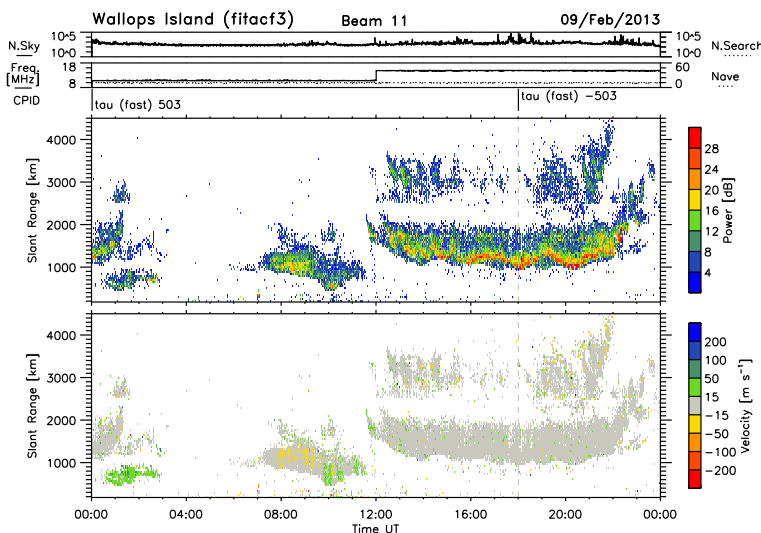 Wallops Island (fitacf3) Beam 11 09/Feb/2013
N.Sky 10^5 10^0 10^5 10^0 N.Search
Freq. [MHz] 18 8 60 0 Nave
CPID tau (fast) 503 tau (fast) -503
Slant Range [km]
4000
3000
2000
1000
28
24
20
16
12
8
4
Power [dB]
Slant Range [km]
4000
3000
2000
1000
200
100
50
15
-15
-50
-100
-200
Velocity [m s⁻¹]
00:00 04:00 08:00 12:00 16:00 20:00 00:00
Time UT